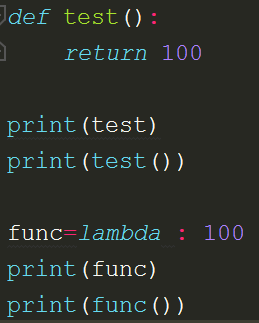 def test():
    return 100
print(test)
print(test())
func=lambda : 100
print(func)
print(func())